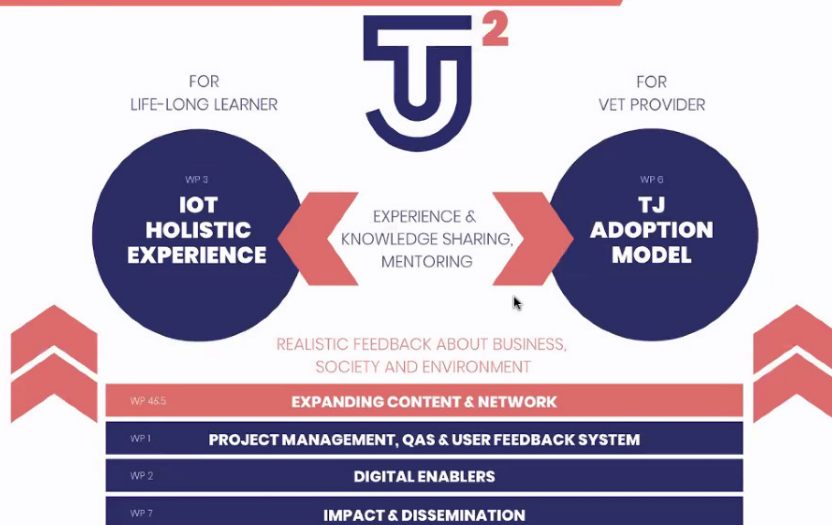 TJ 2
FOR
LIFE-LONG LEARNER
FOR
VET PROVIDER
WP 3
IOT
HOLISTIC
EXPERIENCE
EXPERIENCE &
KNOWLEDGE SHARING,
MENTORING
WP 6
TJ
ADOPTION
MODEL
REALISTIC FEEDBACK ABOUT BUSINESS,
SOCIETY AND ENVIRONMENT
WP 4&5 EXPANDING CONTENT & NETWORK
WP 1 PROJECT MANAGEMENT, QAS & USER FEEDBACK SYSTEM
WP 2 DIGITAL ENABLERS
WP 7 IMPACT & DISSEMINATION